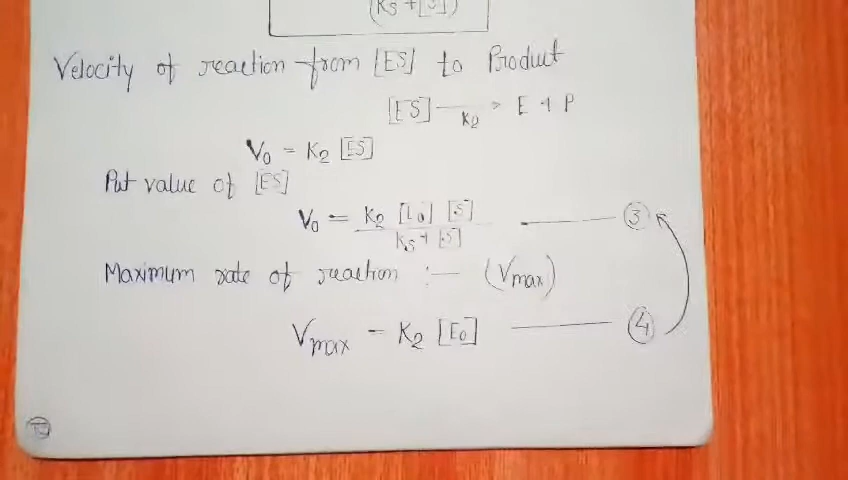 (Ks+[S])
Velocity of reaction from [ES] to Product
[ES] —K2→ E + P
V0 = K2 [ES]
Put value of [ES]
V0 = K2 [E0] [S] / Ks + [S] —— ③
Maximum rate of reaction :— (Vmax)
Vmax = K2 [E0] —— ④